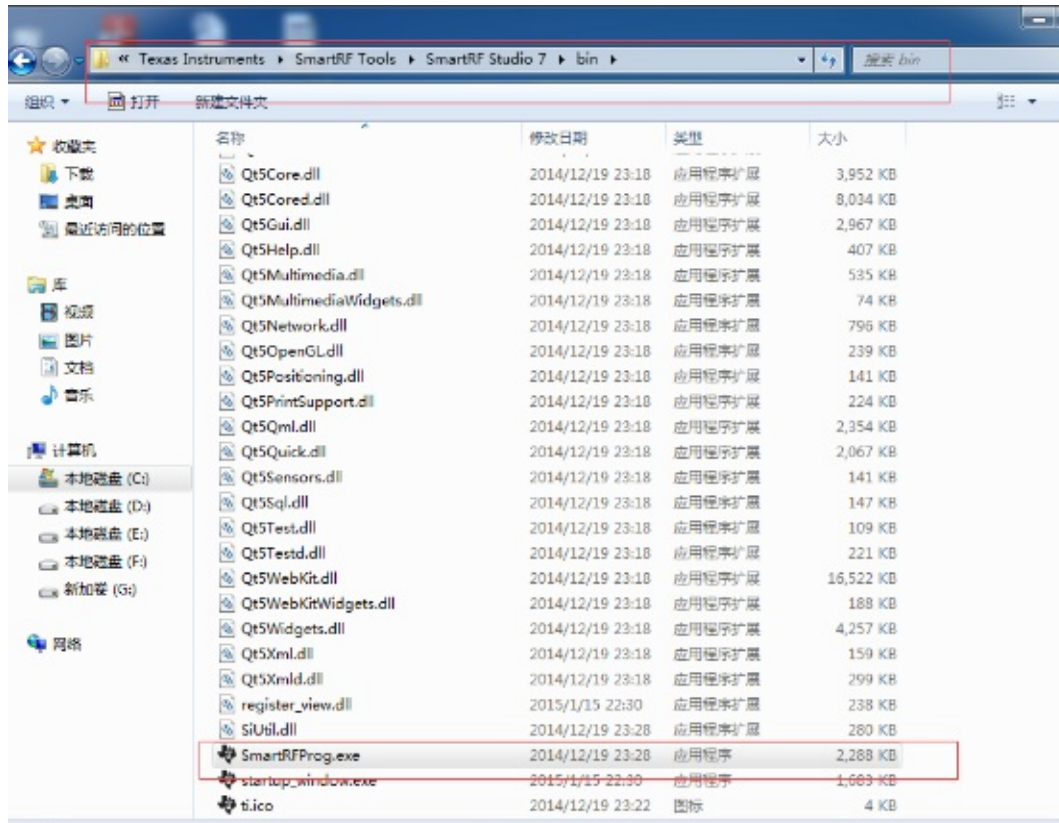 « Texas Instruments ▸ SmartRF Tools ▸ SmartRF Studio 7 ▸ bin ▸ 搜索 bin
组织 打开 新建文件夹
收藏夹
下载
桌面
最近访问的位置
库
视频
图片
文档
音乐
计算机
本地磁盘 (C:)
本地磁盘 (D:)
本地磁盘 (E:)
本地磁盘 (F:)
新加卷 (G:)
网络
名称 修改日期 类型 大小
Qt5Core.dll 2014/12/19 23:18 应用程序扩展 3,952 KB
Qt5Cored.dll 2014/12/19 23:18 应用程序扩展 8,034 KB
Qt5Gui.dll 2014/12/19 23:18 应用程序扩展 2,967 KB
Qt5Help.dll 2014/12/19 23:18 应用程序扩展 407 KB
Qt5Multimedia.dll 2014/12/19 23:18 应用程序扩展 535 KB
Qt5MultimediaWidgets.dll 2014/12/19 23:18 应用程序扩展 74 KB
Qt5Network.dll 2014/12/19 23:18 应用程序扩展 796 KB
Qt5OpenGL.dll 2014/12/19 23:18 应用程序扩展 239 KB
Qt5Positioning.dll 2014/12/19 23:18 应用程序扩展 141 KB
Qt5PrintSupport.dll 2014/12/19 23:18 应用程序扩展 224 KB
Qt5Qml.dll 2014/12/19 23:18 应用程序扩展 2,354 KB
Qt5Quick.dll 2014/12/19 23:18 应用程序扩展 2,067 KB
Qt5Sensors.dll 2014/12/19 23:18 应用程序扩展 141 KB
Qt5Sql.dll 2014/12/19 23:18 应用程序扩展 147 KB
Qt5Test.dll 2014/12/19 23:18 应用程序扩展 109 KB
Qt5Testd.dll 2014/12/19 23:18 应用程序扩展 221 KB
Qt5WebKit.dll 2014/12/19 23:18 应用程序扩展 16,522 KB
Qt5WebKitWidgets.dll 2014/12/19 23:18 应用程序扩展 188 KB
Qt5Widgets.dll 2014/12/19 23:18 应用程序扩展 4,257 KB
Qt5Xml.dll 2014/12/19 23:18 应用程序扩展 159 KB
Qt5Xmld.dll 2014/12/19 23:18 应用程序扩展 299 KB
register_view.dll 2015/1/15 22:30 应用程序扩展 238 KB
SiUtil.dll 2014/12/19 23:28 应用程序扩展 280 KB
SmartRFProg.exe 2014/12/19 23:28 应用程序 2,288 KB
startup_window.exe 2015/1/15 22:30 应用程序 1,683 KB
ti.ico 2014/12/19 23:22 图标 4 KB